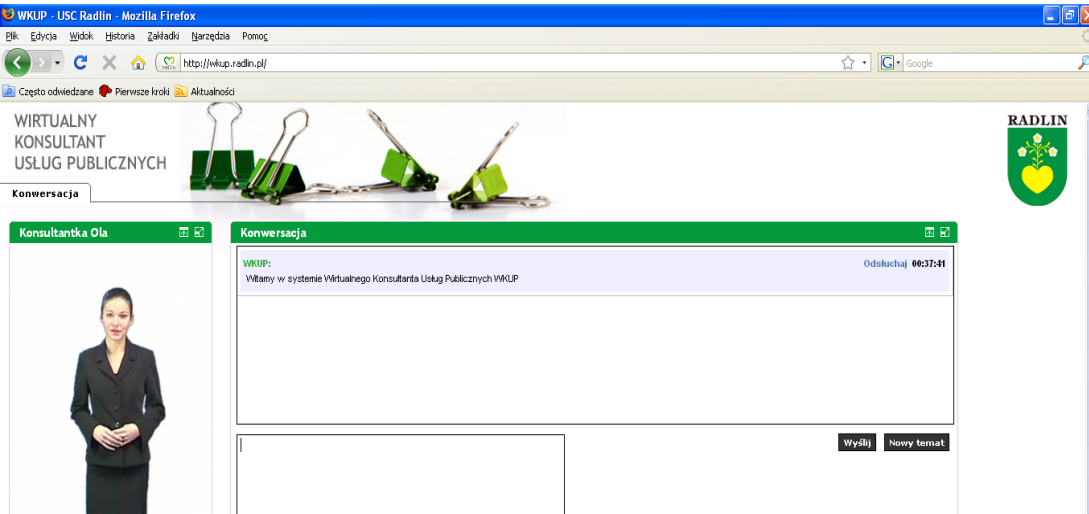 WKUP - USC Radlin - Mozilla Firefox
Plik Edycja Widok Historia Zakładki Narzędzia Pomoc
radlin http://wkup.radlin.pl/ G Google
Często odwiedzane Pierwsze kroki Aktualności
WIRTUALNY
KONSULTANT
USŁUG PUBLICZNYCH
RADLIN
Konwersacja
Konsultantka Ola
Konwersacja
WKUP: Odsłuchaj 00:37:41
Witamy w systemie Wirtualnego Konsultanta Usług Publicznych WKUP
Wyślij Nowy temat